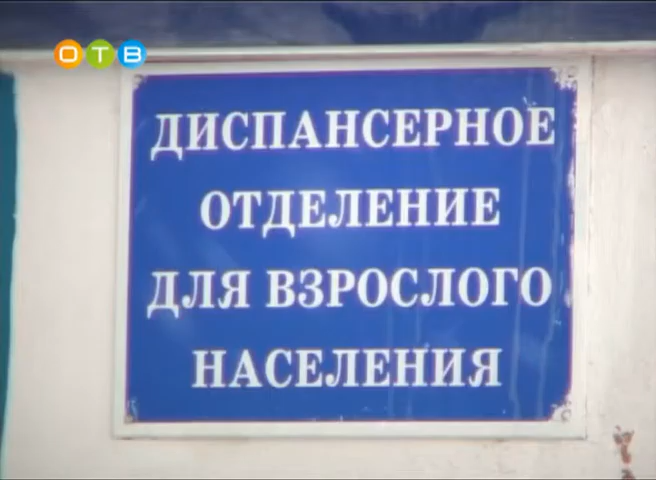 ОТВ
ДИСПАНСЕРНОЕ
ОТДЕЛЕНИЕ
ДЛЯ ВЗРОСЛОГО
НАСЕЛЕНИЯ